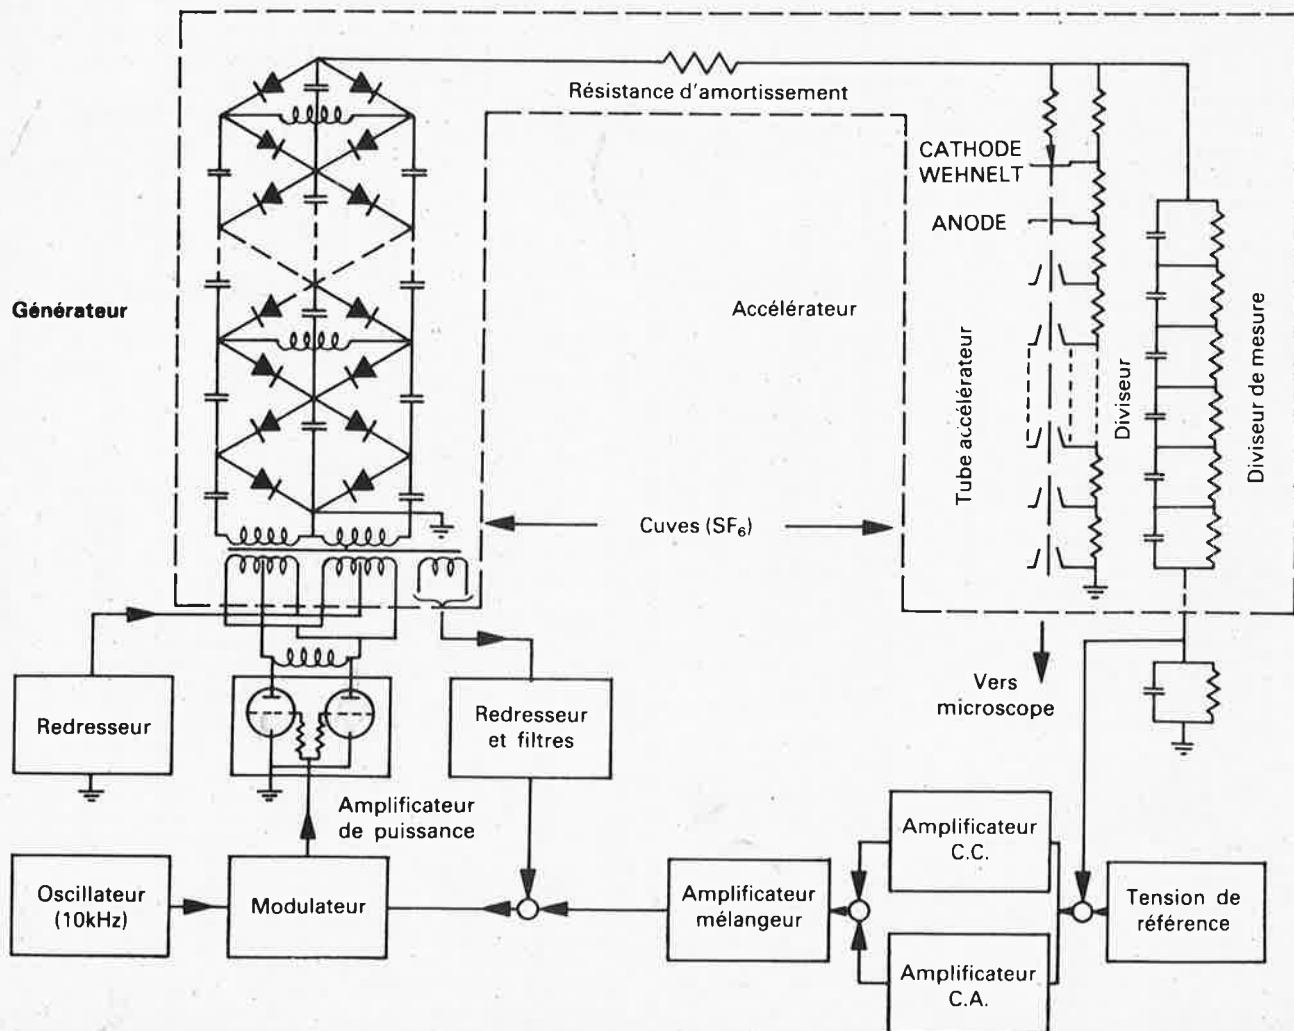 Résistance d'amortissement
CATHODE
WEHNELT
ANODE
Générateur
Accélérateur
Tube accélérateur
Diviseur
Diviseur de mesure
Cuves (SF₆)
Vers
microscope
Redresseur
Redresseur
et filtres
Amplificateur
de puissance
Oscillateur
(10kHz)
Modulateur
Amplificateur
mélangeur
Amplificateur
C.C.
Amplificateur
C.A.
Tension de
référence